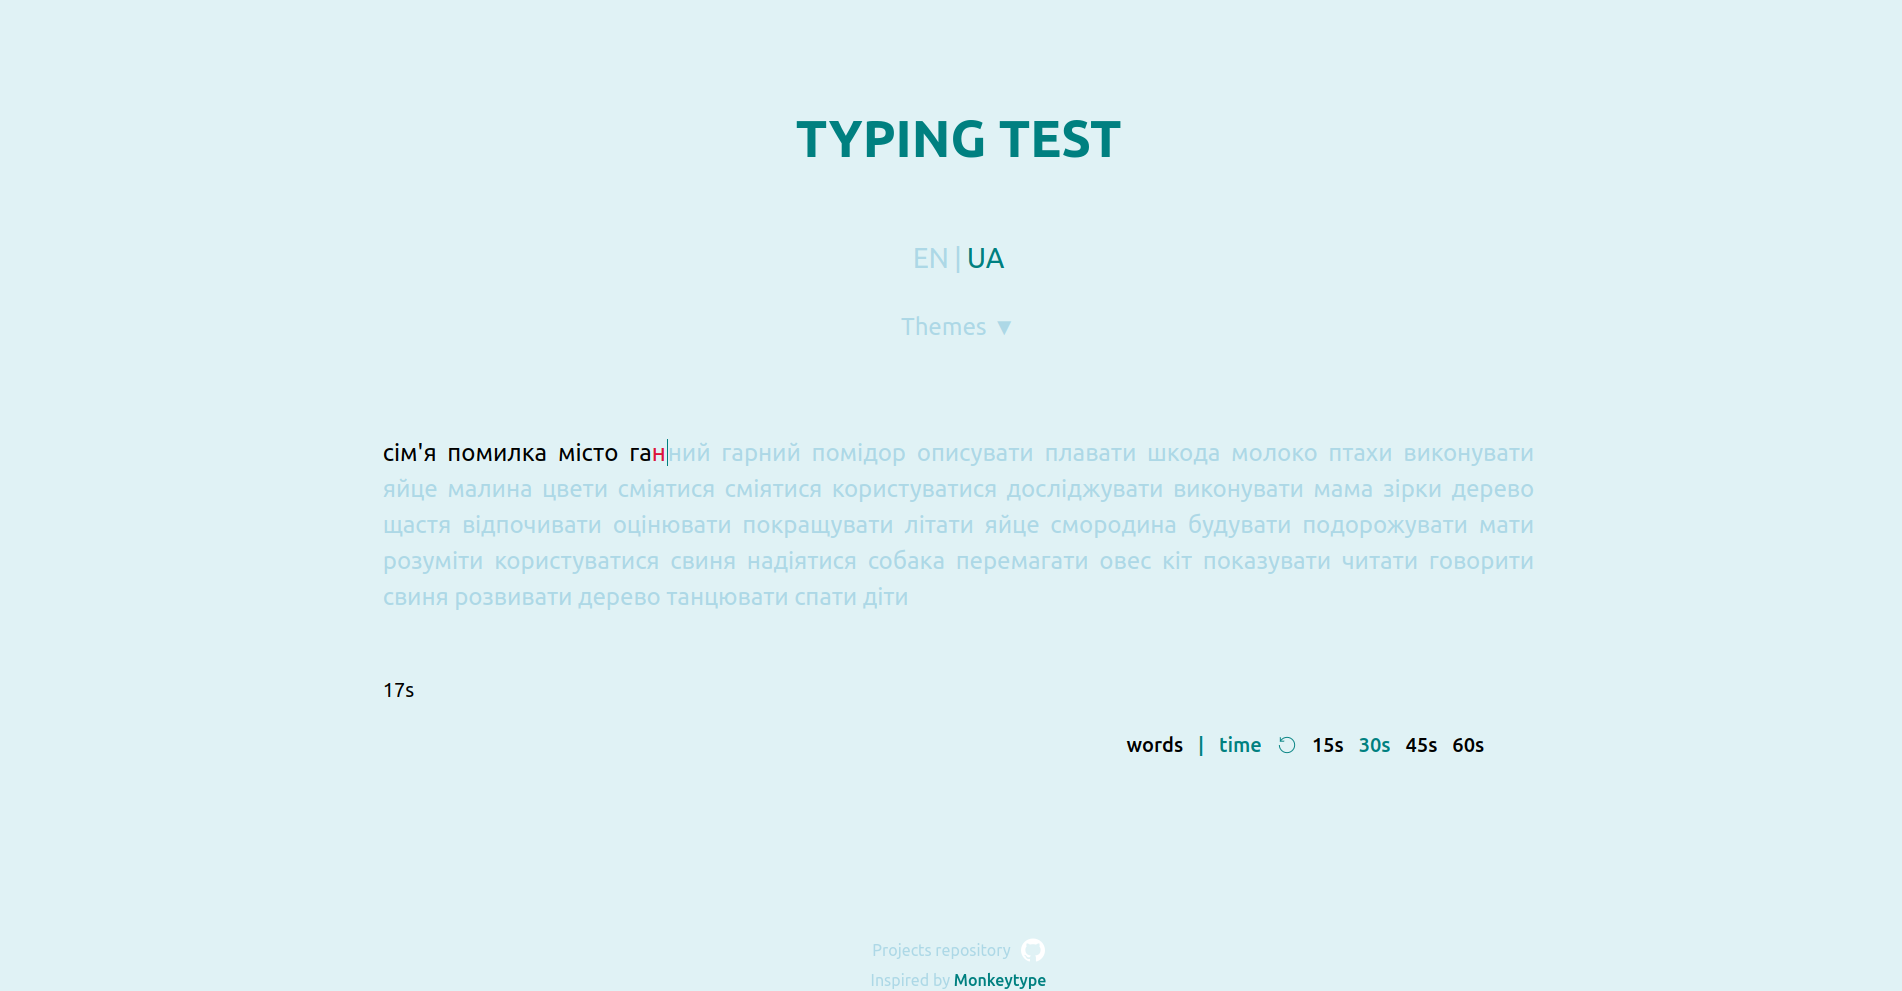 TYPING TEST
EN | UA
Themes ▼
сім'я помилка місто ганний гарний помідор описувати плавати шкода молоко птахи виконувати
яйце малина цвети сміятися сміятися користуватися досліджувати виконувати мама зірки дерево
щастя відпочивати оцінювати покращувати літати яйце смородина будувати подорожувати мати
розуміти користуватися свиня надіятися собака перемагати овес кіт показувати читати говорити
свиня розвивати дерево танцювати спати діти
17s
words | time 15s 30s 45s 60s
Projects repository
Inspired by Monkeytype